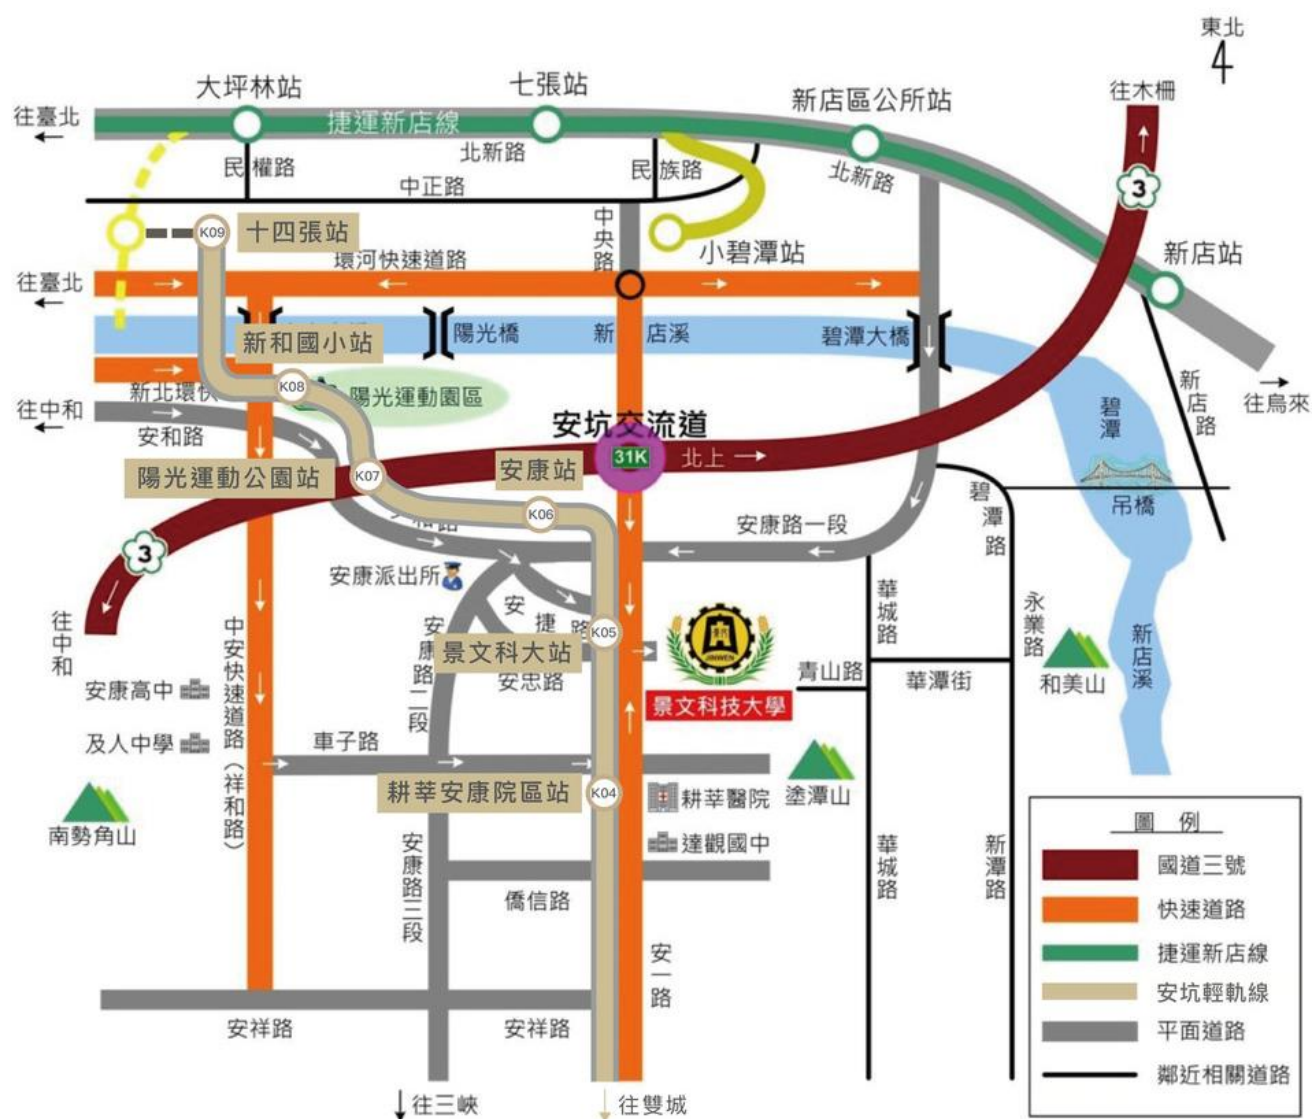 東北
往木柵
大坪林站
七張站
新店區公所站
往臺北
捷運新店線
北新路
北新路
民權路
民族路
中正路
3
K09
十四張站
中央路
小碧潭站
新店站
環河快速道路
往臺北
新和國小站
陽光橋
新店溪
碧潭大橋
K08
陽光運動園區
新北環快
往中和
安和路
新店路
往烏來
碧潭
安坑交流道
31K
北上
陽光運動公園站
K07
安康站
K06
吊橋
碧潭路
安康路一段
3
安康派出所
往中和
安捷路
K05
景文科大站
安忠路
安康路二段
JINWEN
景文科技大學
華城路
永業路
和美山
新店溪
青山路
華潭街
中安快速道路（祥和路）
安康高中
及人中學
車子路
南勢角山
耕莘安康院區站
K04
耕莘醫院
達觀國中
塗潭山
安康路三段
僑信路
華城路
新潭路
安一路
安祥路
安祥路
往三峽
往雙城
圖 例
國道三號
快速道路
捷運新店線
安坑輕軌線
平面道路
鄰近相關道路